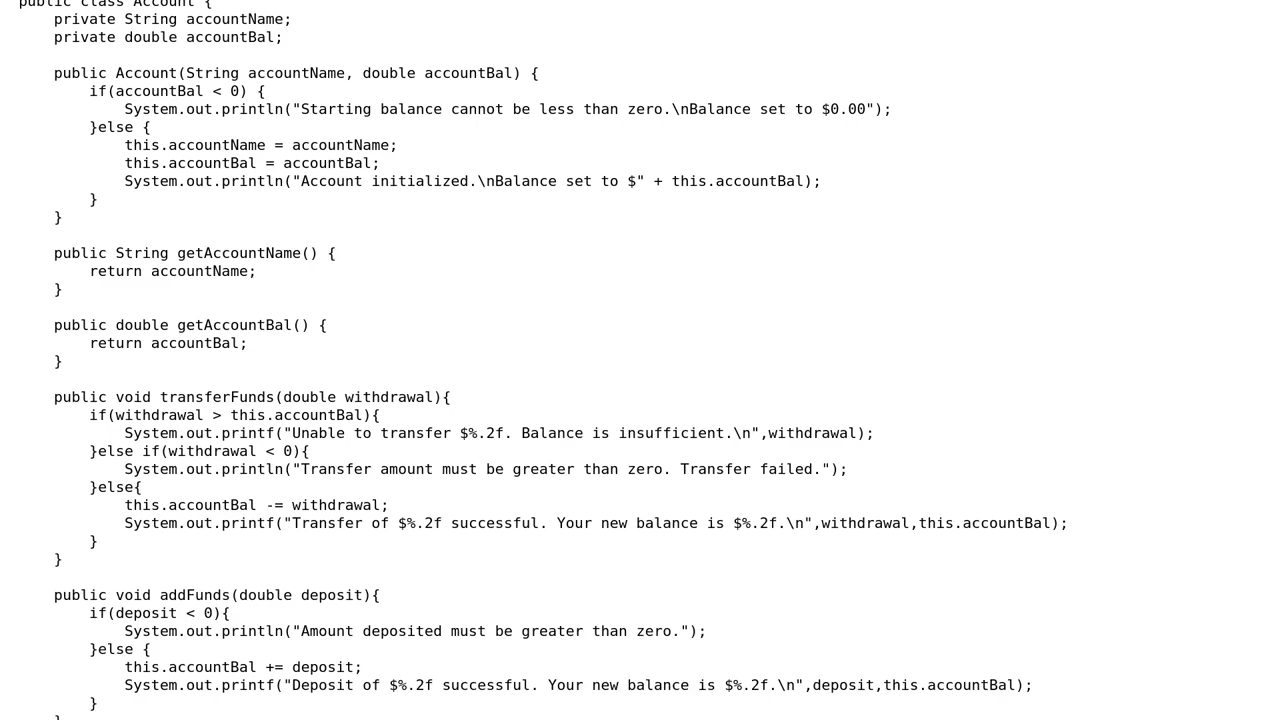 public class Account {
    private String accountName;
    private double accountBal;

    public Account(String accountName, double accountBal) {
        if(accountBal < 0) {
            System.out.println("Starting balance cannot be less than zero.\nBalance set to $0.00");
        }else {
            this.accountName = accountName;
            this.accountBal = accountBal;
            System.out.println("Account initialized.\nBalance set to $" + this.accountBal);
        }
    }

    public String getAccountName() {
        return accountName;
    }

    public double getAccountBal() {
        return accountBal;
    }

    public void transferFunds(double withdrawal){
        if(withdrawal > this.accountBal){
            System.out.printf("Unable to transfer $%.2f. Balance is insufficient.\n",withdrawal);
        }else if(withdrawal < 0){
            System.out.println("Transfer amount must be greater than zero. Transfer failed.");
        }else{
            this.accountBal -= withdrawal;
            System.out.printf("Transfer of $%.2f successful. Your new balance is $%.2f.\n",withdrawal,this.accountBal);
        }
    }

    public void addFunds(double deposit){
        if(deposit < 0){
            System.out.println("Amount deposited must be greater than zero.");
        }else {
            this.accountBal += deposit;
            System.out.printf("Deposit of $%.2f successful. Your new balance is $%.2f.\n",deposit,this.accountBal);
        }
    }